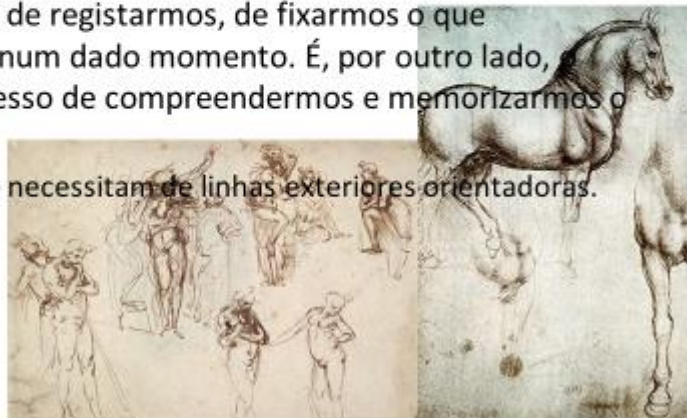 de registarmos, de fixarmos o que
num dado momento. É, por outro lado, o
esso de compreendermos e memorizarmos o
necessitam de linhas exteriores orientadoras.